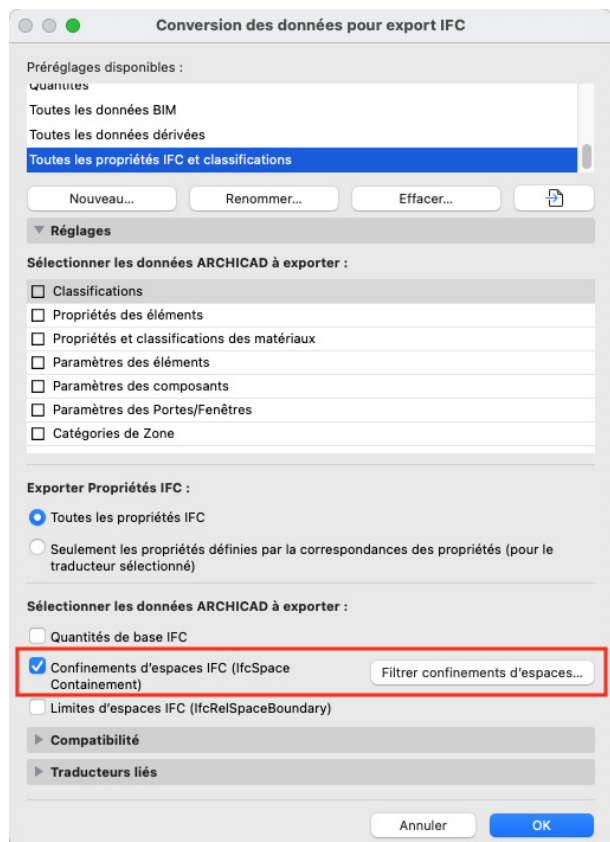 Conversion des données pour export IFC
Préréglages disponibles :
Quantités
Toutes les données BIM
Toutes les données dérivées
Toutes les propriétés IFC et classifications
Nouveau...
Renommer...
Effacer...
Réglages
Sélectionner les données ARCHICAD à exporter :
Classifications
Propriétés des éléments
Propriétés et classifications des matériaux
Paramètres des éléments
Paramètres des composants
Paramètres des Portes/Fenêtres
Catégories de Zone
Exporter Propriétés IFC :
Toutes les propriétés IFC
Seulement les propriétés définies par la correspondances des propriétés (pour le
traducteur sélectionné)
Sélectionner les données ARCHICAD à exporter :
Quantités de base IFC
Confinements d'espaces IFC (IfcSpace
Containement)
Filtrer confinements d'espaces...
Limites d'espaces IFC (IfcRelSpaceBoundary)
Compatibilité
Traducteurs liés
Annuler
OK